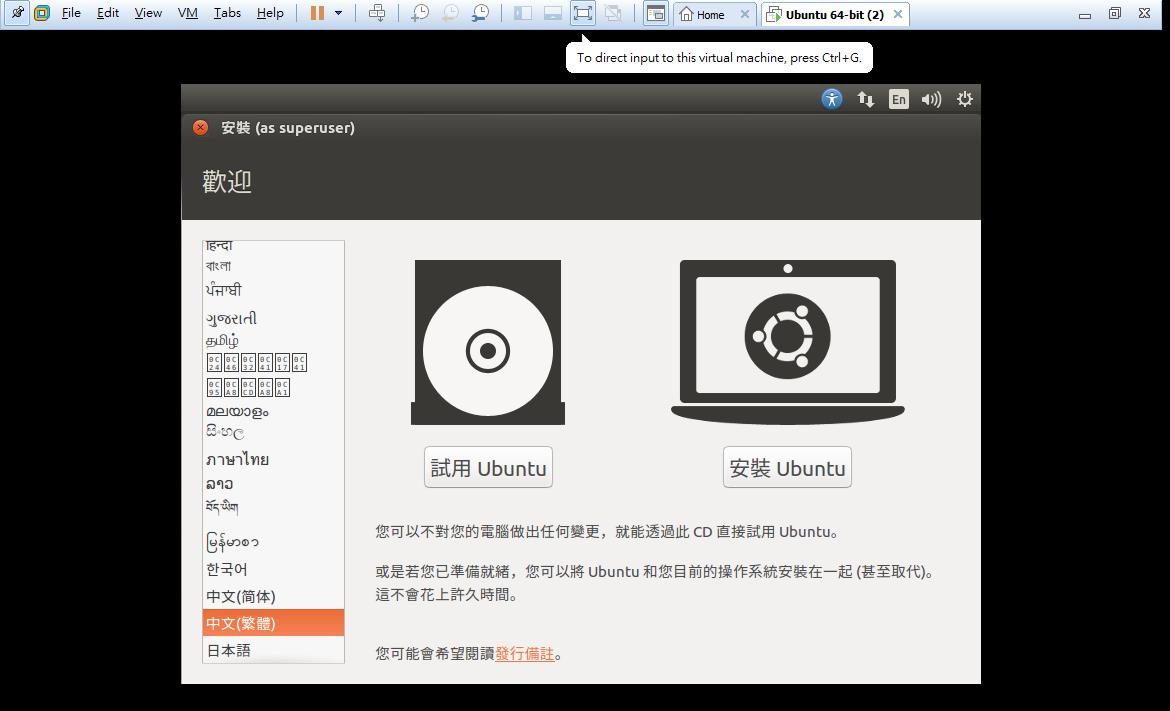 File Edit View VM Tabs Help Home Ubuntu 64-bit (2)
To direct input to this virtual machine, press Ctrl+G.
En
安裝 (as superuser)
歡迎
हिन्दी
বাংলা
ਪੰਜਾਬੀ
ગુજરાતી
தமிழ்
മലയാളം
සිංහල
ภาษาไทย
ລາວ
བོད་ཡིག
မြန်မာစာ
한국어
中文(简体)
中文(繁體)
日本語
試用 Ubuntu
安裝 Ubuntu
您可以不對您的電腦做出任何變更，就能透過此 CD 直接試用 Ubuntu。
或是若您已準備就緒，您可以將 Ubuntu 和您目前的操作系統安裝在一起 (甚至取代)。
這不會花上許久時間。
您可能會希望閱讀發行備註。